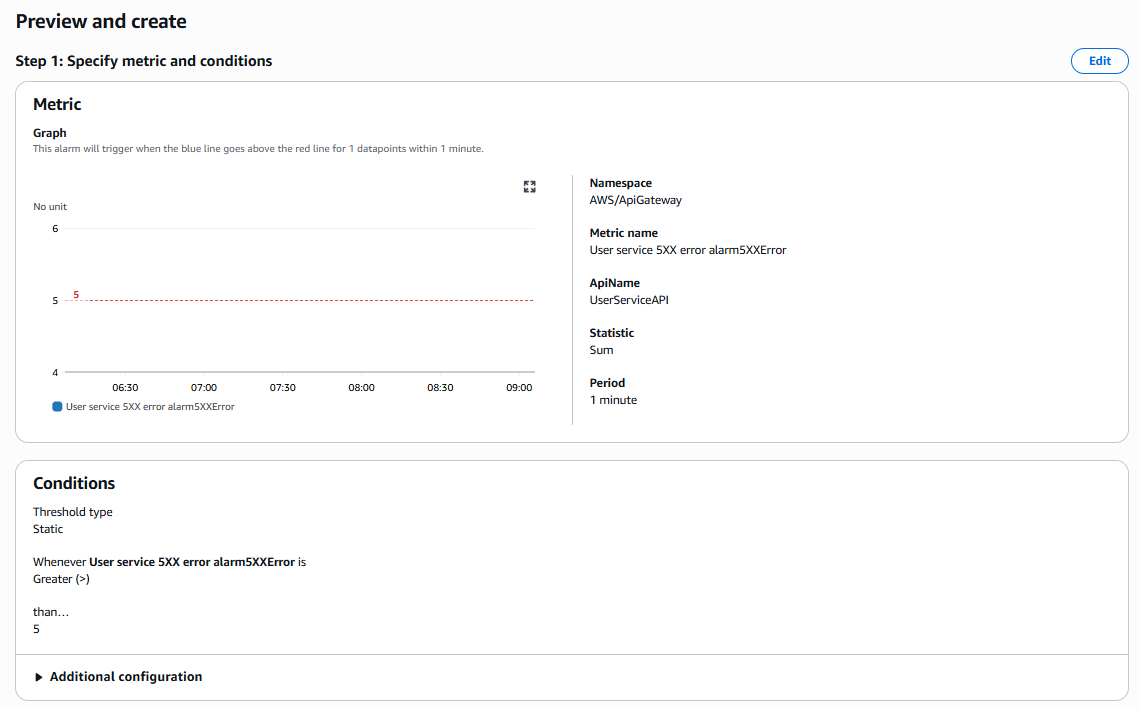 Preview and create
Step 1: Specify metric and conditions
Edit
Metric
Graph
This alarm will trigger when the blue line goes above the red line for 1 datapoints within 1 minute.
No unit
6
5
5
4
06:30 07:00 07:30 08:00 08:30 09:00
User service 5XX error alarm5XXError
Namespace
AWS/ApiGateway
Metric name
User service 5XX error alarm5XXError
ApiName
UserServiceAPI
Statistic
Sum
Period
1 minute
Conditions
Threshold type
Static
Whenever User service 5XX error alarm5XXError is
Greater (>)
than...
5
Additional configuration